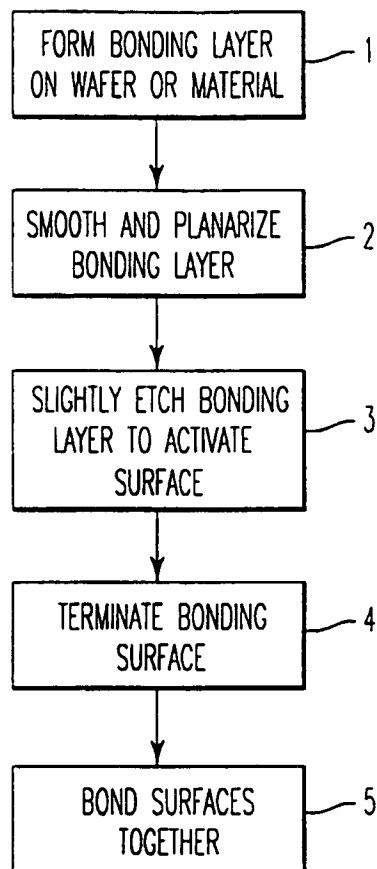 FORM BONDING LAYER
ON WAFER OR MATERIAL
1
SMOOTH AND PLANARIZE
BONDING LAYER
2
SLIGHTLY ETCH BONDING
LAYER TO ACTIVATE
SURFACE
3
TERMINATE BONDING
SURFACE
4
BOND SURFACES
TOGETHER
5